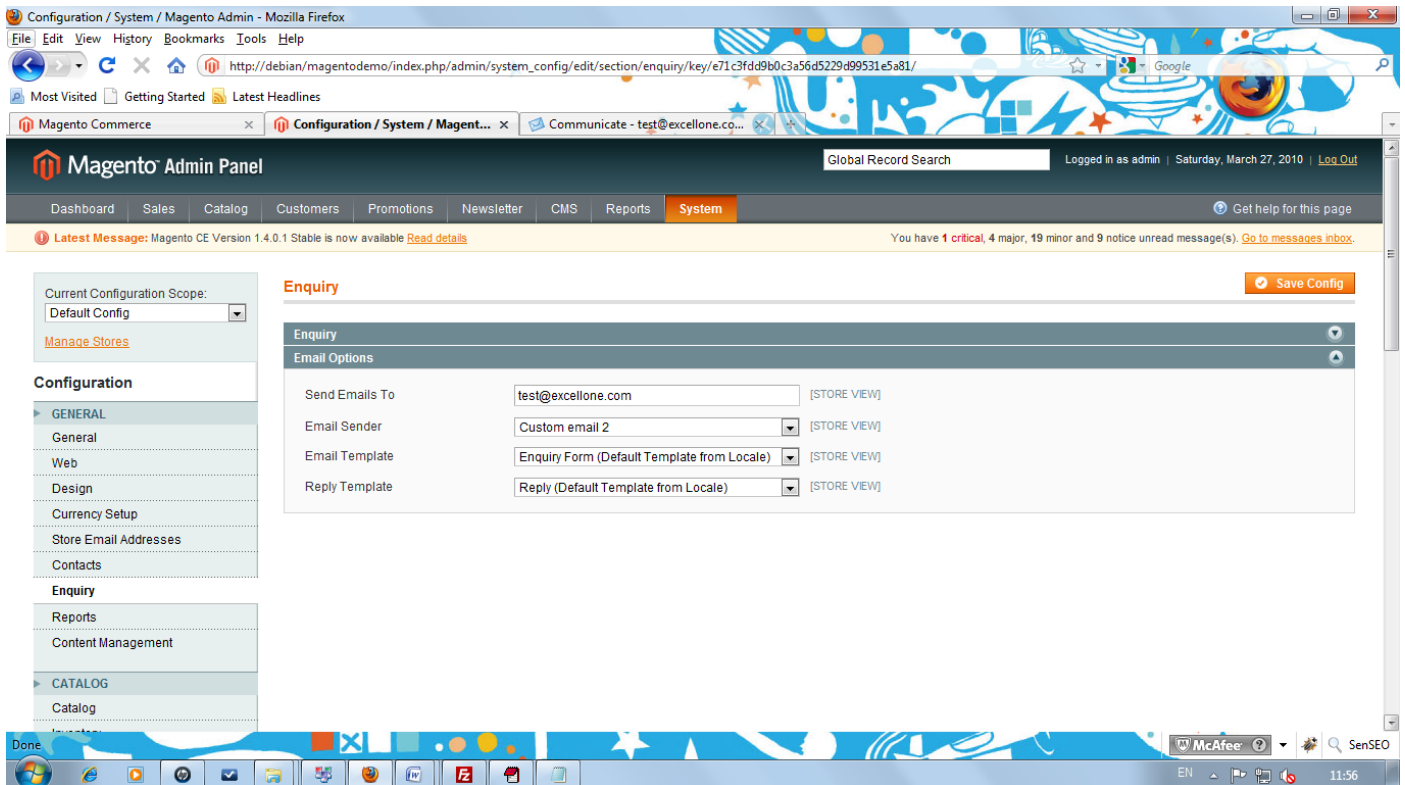 Configuration / System / Magento Admin - Mozilla Firefox
File Edit View History Bookmarks Tools Help
http://debian/magentodemo/index.php/admin/system_config/edit/section/enquiry/key/e71c3fdd9b0c3a56d5229d99531e5a81/
Google
Most Visited Getting Started Latest Headlines
Magento Commerce
Configuration / System / Magent...
Communicate - test@excellone.co...
Magento Admin Panel
Global Record Search
Logged in as admin | Saturday, March 27, 2010 | Log Out
Dashboard Sales Catalog Customers Promotions Newsletter CMS Reports System
Get help for this page
Latest Message: Magento CE Version 1.4.0.1 Stable is now available Read details
You have 1 critical, 4 major, 19 minor and 9 notice unread message(s). Go to messages inbox.
Current Configuration Scope:
Default Config
Manage Stores
Configuration
GENERAL
General
Web
Design
Currency Setup
Store Email Addresses
Contacts
Enquiry
Reports
Content Management
CATALOG
Catalog
Enquiry
Save Config
Enquiry
Email Options
Send Emails To test@excellone.com [STORE VIEW]
Email Sender Custom email 2 [STORE VIEW]
Email Template Enquiry Form (Default Template from Locale) [STORE VIEW]
Reply Template Reply (Default Template from Locale) [STORE VIEW]
Done
McAfee
SenSEO
EN
11:56